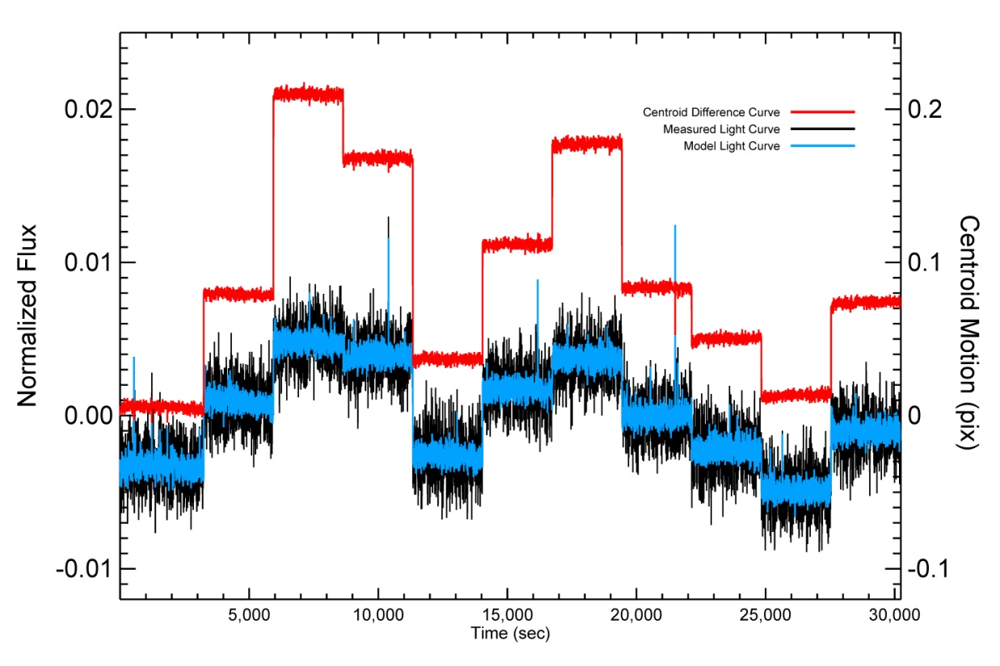 Normalized Flux
0.02
0.01
0.00
-0.01
Centroid Difference Curve
Measured Light Curve
Model Light Curve
0.2
0.1
0
-0.1
Centroid Motion (pix)
5,000 10,000 15,000 20,000 25,000 30,000
Time (sec)